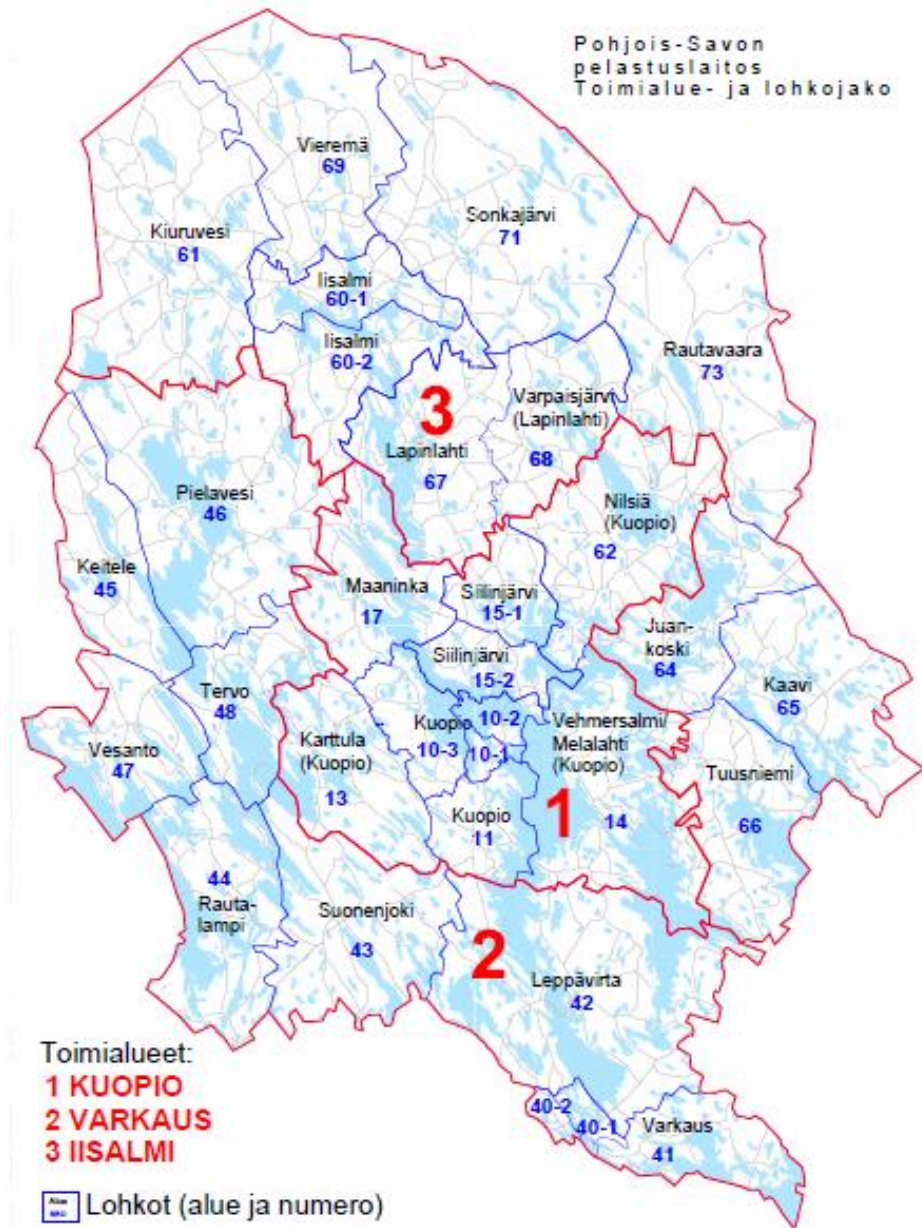 Pohjois-Savon
pelastuslaitos
Toimialue- ja lohkojako
Vieremä
69
Sonkajärvi
71
Kiuruvesi
61
Iisalmi
60-1
Iisalmi
60-2
Rautavaara
73
3
Varpaisjärvi
(Lapinlahti)
68
Lapinlahti
67
Pielavesi
46
Nilsiä
(Kuopio)
62
Keitele
45
Maaninka
17
Siilinjärvi
15-1
Juan-
koski
64
Siilinjärvi
15-2
Kaavi
65
Tervo
48
Kuopio
10-3
10-2
10-1
Vehmersalmi/
Melalahti
(Kuopio)
14
Karttula
(Kuopio)
13
Vesanto
47
Tuusniemi
66
Kuopio
11
1
44
Rauta-
lampi
Suonenjoki
43
2
Leppävirta
42
40-2
40-1
Varkaus
41
Toimialueet:
1 KUOPIO
2 VARKAUS
3 IISALMI
Alue
Lohkot (alue ja numero)